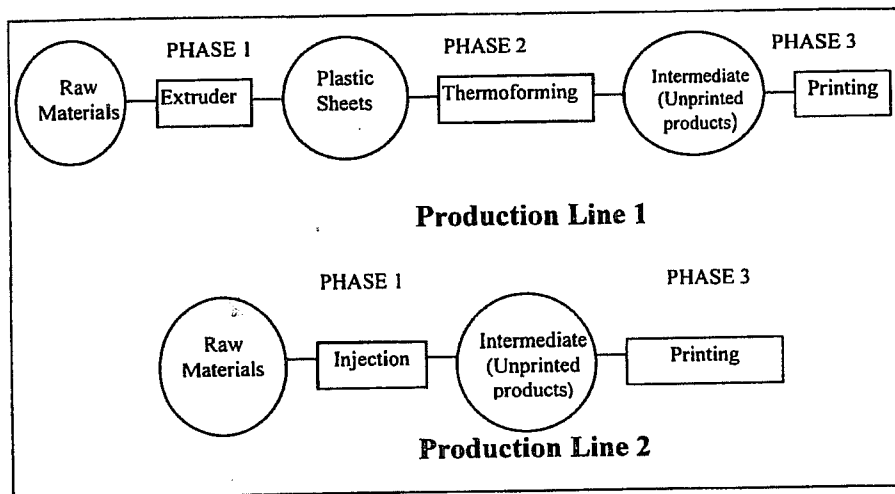 PHASE 1
PHASE 2
PHASE 3
Raw
Materials
Extruder
Plastic
Sheets
Thermoforming
Intermediate
(Unprinted
products)
Printing
Production Line 1
PHASE 1
PHASE 3
Raw
Materials
Injection
Intermediate
(Unprinted
products)
Printing
Production Line 2